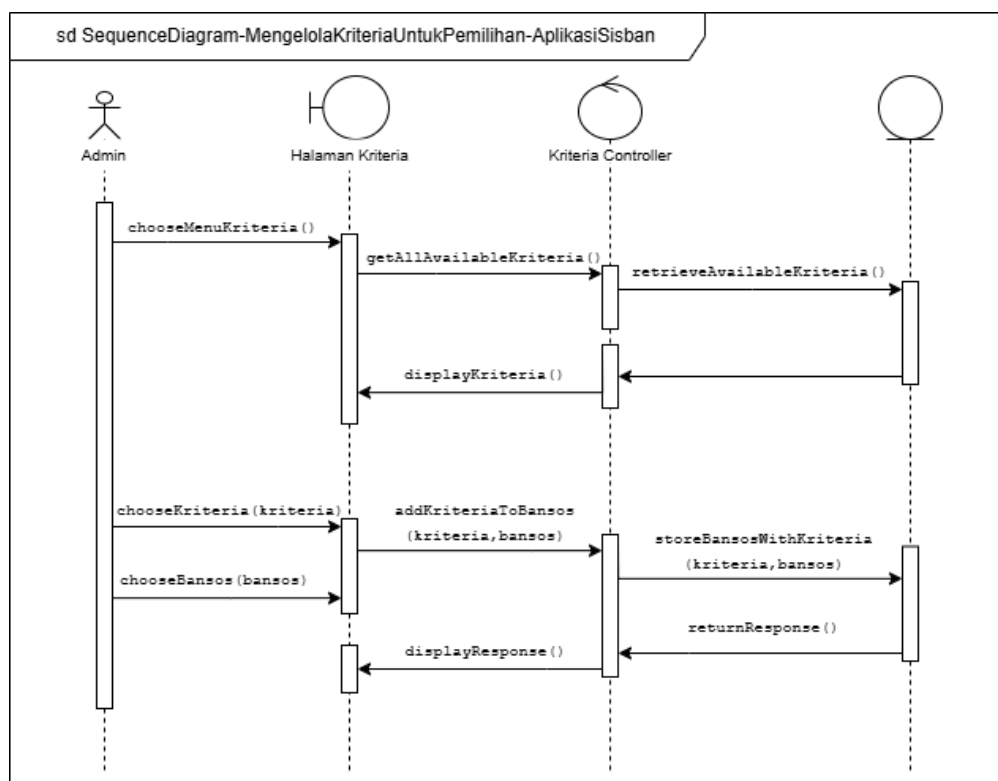 sd SequenceDiagram-MengelolaKriteriaUntukPemilihan-AplikasiSisban
Admin
Halaman Kriteria
Kriteria Controller
chooseMenuKriteria()
getAllAvailableKriteria()
retrieveAvailableKriteria()
displayKriteria()
chooseKriteria(kriteria)
addKriteriaToBansos
(kriteria,bansos)
storeBansosWithKriteria
(kriteria,bansos)
chooseBansos(bansos)
returnResponse()
displayResponse()